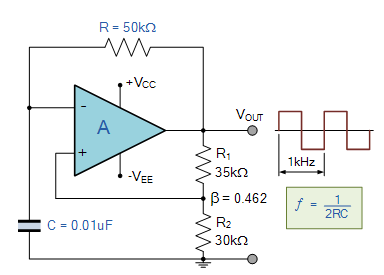 R = 50kΩ
+Vcc
-
A
+
-VEE
VOUT
R1
35kΩ
β = 0.462
R2
30kΩ
C = 0.01uF
1kHz
f = 1
2RC